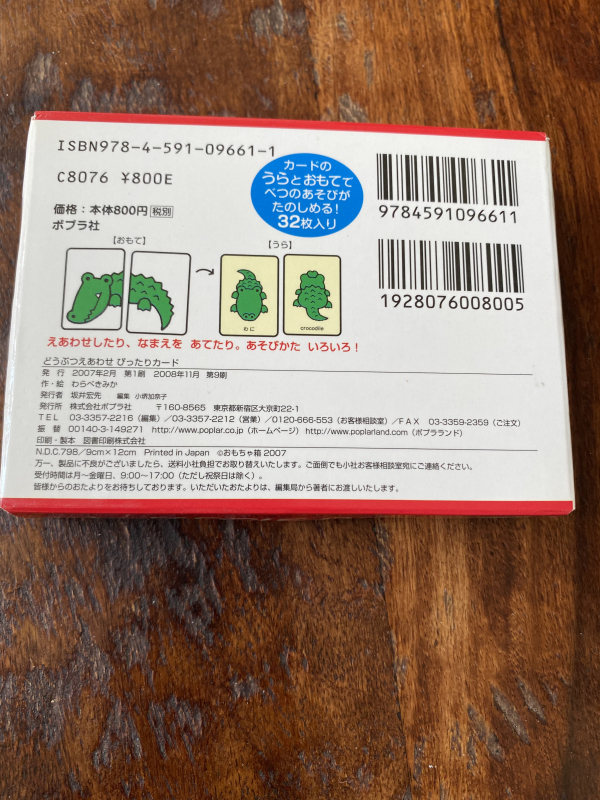 ISBN978-4-591-09661-1
C8076 ¥800E
価格：本体800円 税別
ポプラ社
カードの
うらとおもてで
べつのあそびが
たのしめる!
32枚入り
9784591096611
1928076008005
【おもて】
【うら】
わに
crocodile
えあわせしたり、なまえを あてたり。あそびかた いろいろ!
どうぶつえあわせ ぴったりカード
発 行 2007年2月 第1刷 2008年11月 第9刷
作・絵 わらべきみか
発行者 坂井宏先 編集 小堺加奈子
発行所 株式会社ポプラ社 〒160-8565 東京都新宿区大京町22-1
TEL 03-3357-2216（編集）／03-3357-2212（営業）／0120-666-553（お客様相談室）／FAX 03-3359-2359（ご注文）
振 替 00140-3-149271 http://www.poplar.co.jp（ホームページ） http://www.poplarland.com（ポプラランド）
印刷・製本 図書印刷株式会社
N.D.C.798／9cm×12cm Printed in Japan ©おもちゃ箱 2007
万一、製品に不良がございましたら、送料小社負担でお取り替えいたします。ご面倒でも小社お客様相談室宛にご連絡ください。
受付時間は月〜金曜日、9:00〜17:00（ただし祝祭日は除く）。
皆様からのおたよりをお待ちしております。いただいたおたよりは、編集局から著者にお渡しいたします。